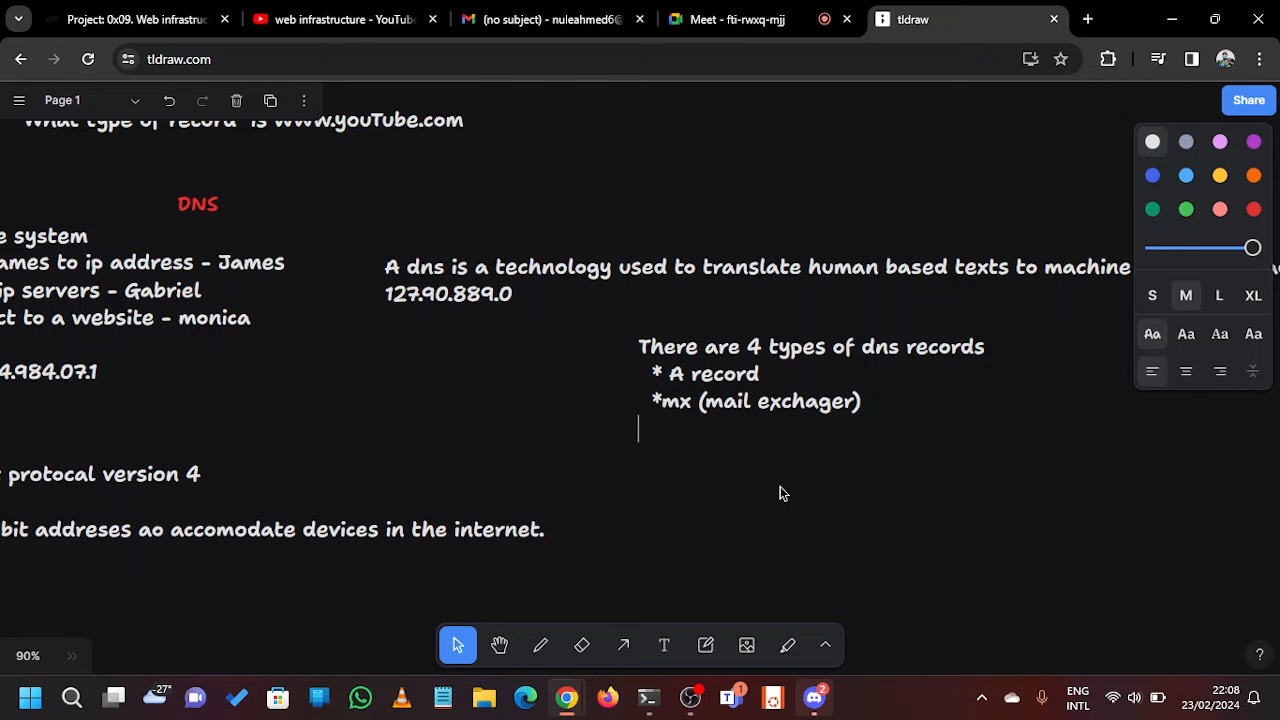 Project: 0x09. Web infrastruc
web infrastructure - YouTube
(no subject) - nuleahmed6@
Meet - fti-rwxq-mjj
tldraw
tldraw.com
Page 1
Share
What type of record is www.youTube.com
DNS
e system
ames to ip address - James
ip servers - Gabriel
ct to a website - monica
4.984.07.1
A dns is a technology used to translate human based texts to machine
127.90.889.0
There are 4 types of dns records
* A record
*mx (mail exchager)
protocal version 4
bit addreses ao accomodate devices in the internet.
S M L XL
Aa Aa Aa Aa
90%
?
-27°
1
2
ENG
INTL
22:08
23/02/2024